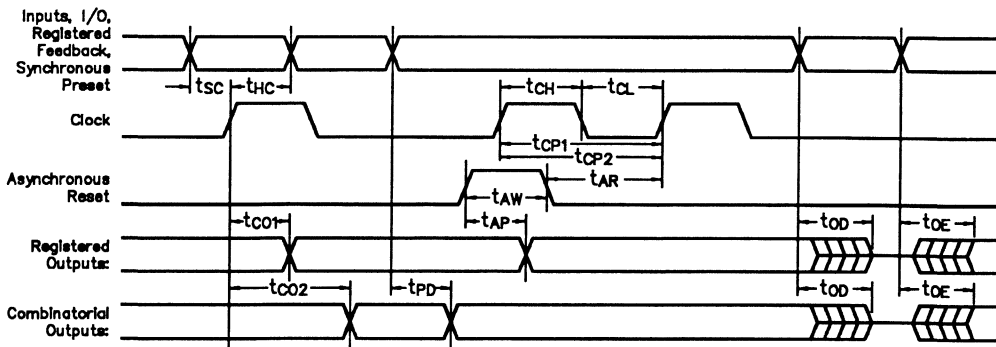 Inputs, I/O,
Registered
Feedback,
Synchronous
Preset
tSC tHC tCH tCL
Clock
tCP1
tCP2
Asynchronous
Reset
tAR
tAW
tCO1 tAP tOD tOE
Registered
Outputs:
tCO2 tPD tOD tOE
Combinatorial
Outputs: